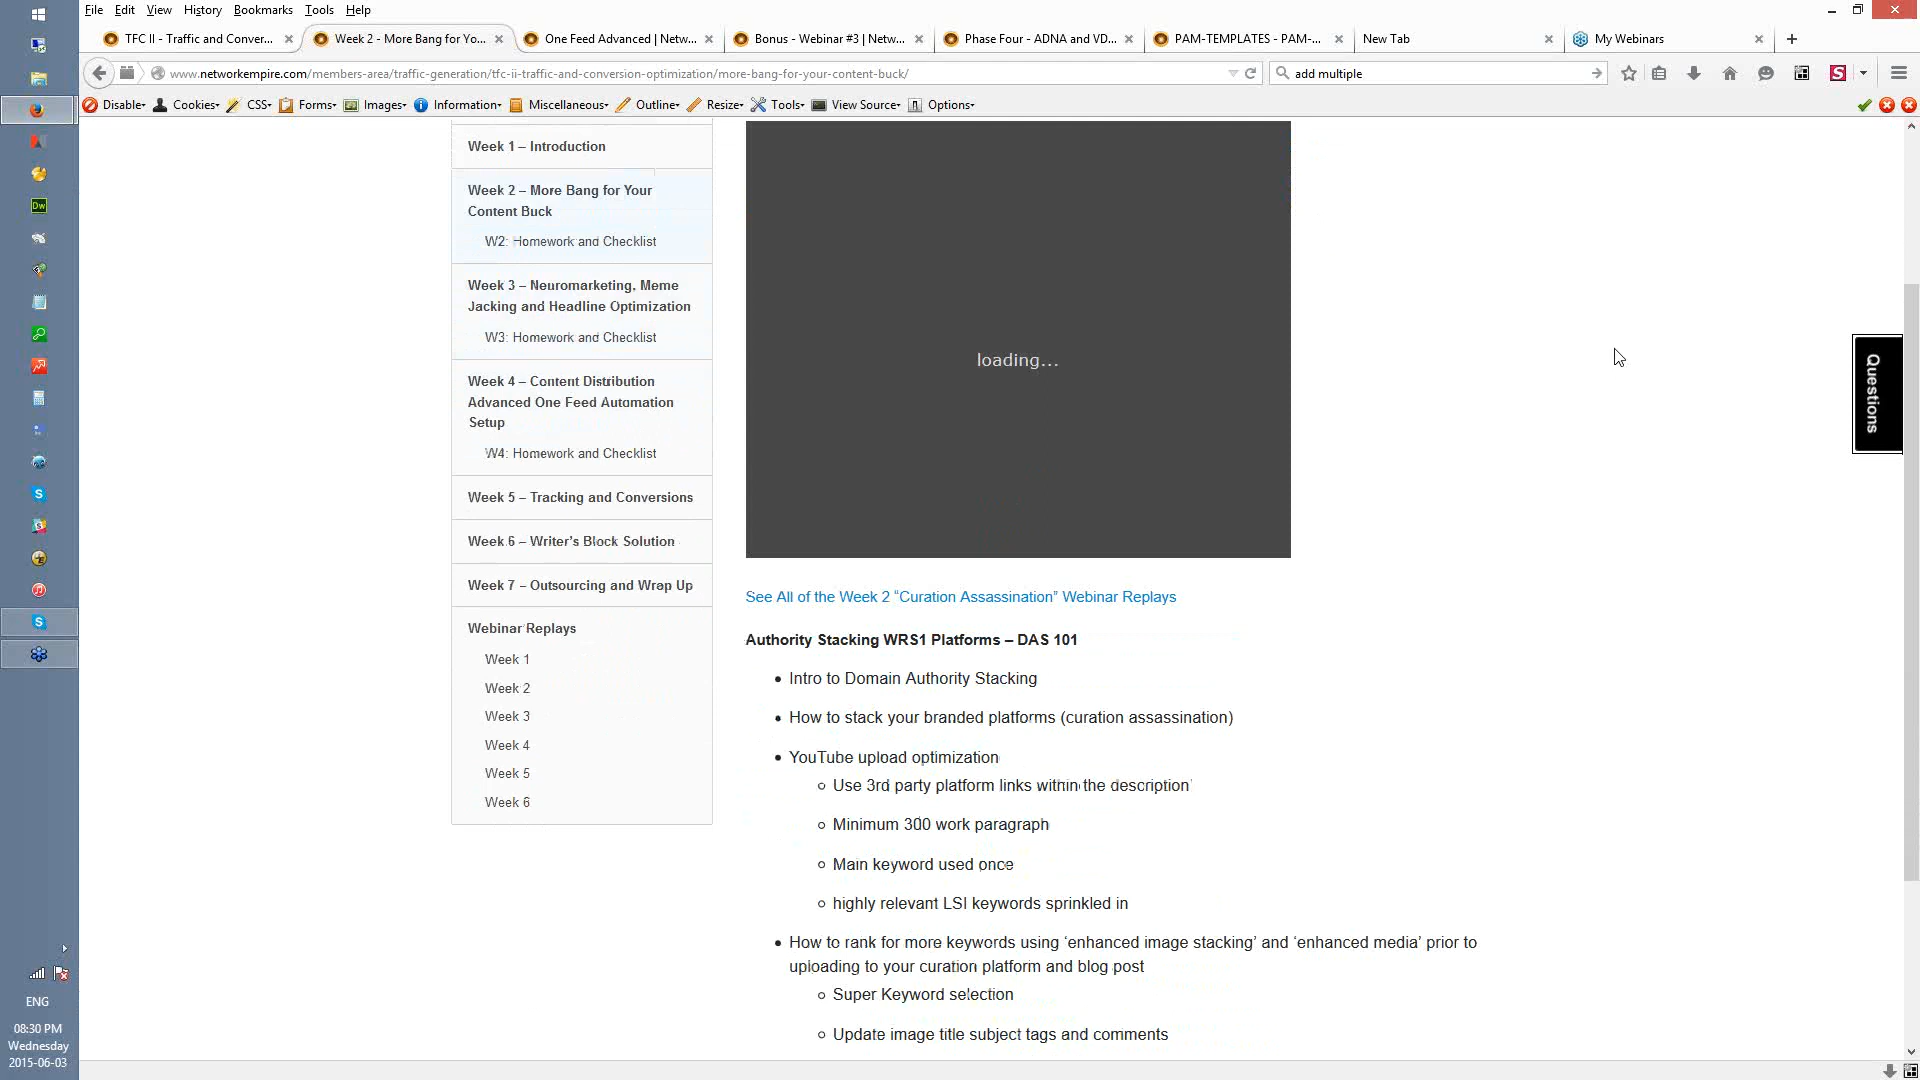 File Edit View History Bookmarks Tools Help
TFC II - Traffic and Conver...
Week 2 - More Bang for Yo...
One Feed Advanced | Netw...
Bonus - Webinar #3 | Netw...
Phase Four - ADNA and VD...
PAM-TEMPLATES - PAM-...
New Tab
My Webinars
www.networkempire.com/members-area/traffic-generation/tfc-ii-traffic-and-conversion-optimization/more-bang-for-your-content-buck/
add multiple
Disable Cookies CSS Forms Images Information Miscellaneous Outline Resize Tools View Source Options
Week 1 – Introduction
Week 2 – More Bang for Your
Content Buck
W2: Homework and Checklist
Week 3 – Neuromarketing, Meme
Jacking and Headline Optimization
W3: Homework and Checklist
Week 4 – Content Distribution
Advanced One Feed Automation
Setup
W4: Homework and Checklist
Week 5 – Tracking and Conversions
Week 6 – Writer's Block Solution
Week 7 – Outsourcing and Wrap Up
Webinar Replays
Week 1
Week 2
Week 3
Week 4
Week 5
Week 6
loading...
See All of the Week 2 “Curation Assassination” Webinar Replays
Authority Stacking WRS1 Platforms – DAS 101
• Intro to Domain Authority Stacking
• How to stack your branded platforms (curation assassination)
• YouTube upload optimization
Use 3rd party platform links within the description’
Minimum 300 work paragraph
Main keyword used once
highly relevant LSI keywords sprinkled in
• How to rank for more keywords using ‘enhanced image stacking’ and ‘enhanced media’ prior to
uploading to your curation platform and blog post
Super Keyword selection
Update image title subject tags and comments
Questions
Dw
ENG
08:30 PM
Wednesday
2015-06-03